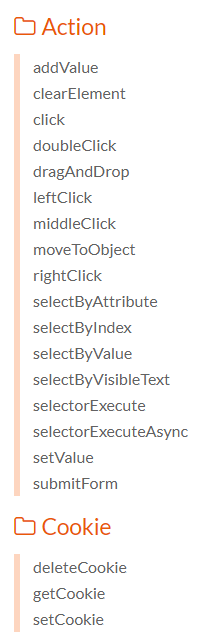 Action
addValue
clearElement
click
doubleClick
dragAndDrop
leftClick
middleClick
moveToObject
rightClick
selectByAttribute
selectByIndex
selectByValue
selectByVisibleText
selectorExecute
selectorExecuteAsync
setValue
submitForm
Cookie
deleteCookie
getCookie
setCookie